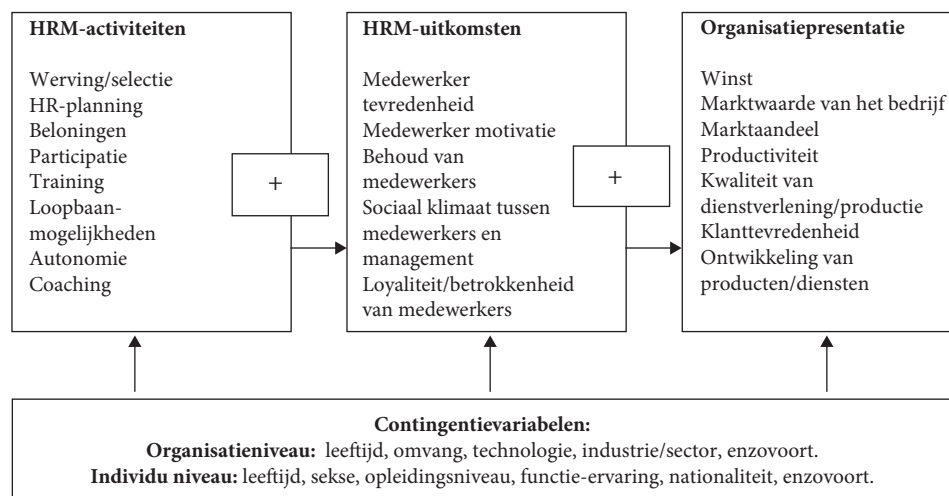 HRM-activiteiten
Werving/selectie
HR-planning
Beloningen
Participatie
Training
Loopbaan-
mogelijkheden
Autonomie
Coaching
+
HRM-uitkomsten
Medewerker
tevredenheid
Medewerker motivatie
Behoud van
medewerkers
Sociaal klimaat tussen
medewerkers en
management
Loyaliteit/betrokkenheid
van medewerkers
+
Organisatiepresentatie
Winst
Marktwaarde van het bedrijf
Marktaandeel
Productiviteit
Kwaliteit van
dienstverlening/productie
Klanttevredenheid
Ontwikkeling van
producten/diensten
Contingentievariabelen:
Organisatieniveau: leeftijd, omvang, technologie, industrie/sector, enzovoort.
Individu niveau: leeftijd, sekse, opleidingsniveau, functie-ervaring, nationaliteit, enzovoort.